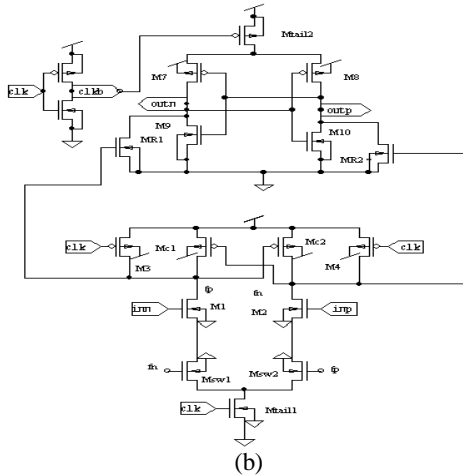 Mtail2
M7
M8
clk
clkb
outn
outp
M9
M10
MR1
MR2
clk
Mc1
Mc2
clk
M3
M4
fp
fn
inn
M1
M2
inp
fn
Msw1
Msw2
fp
clk
Mtail1
(b)